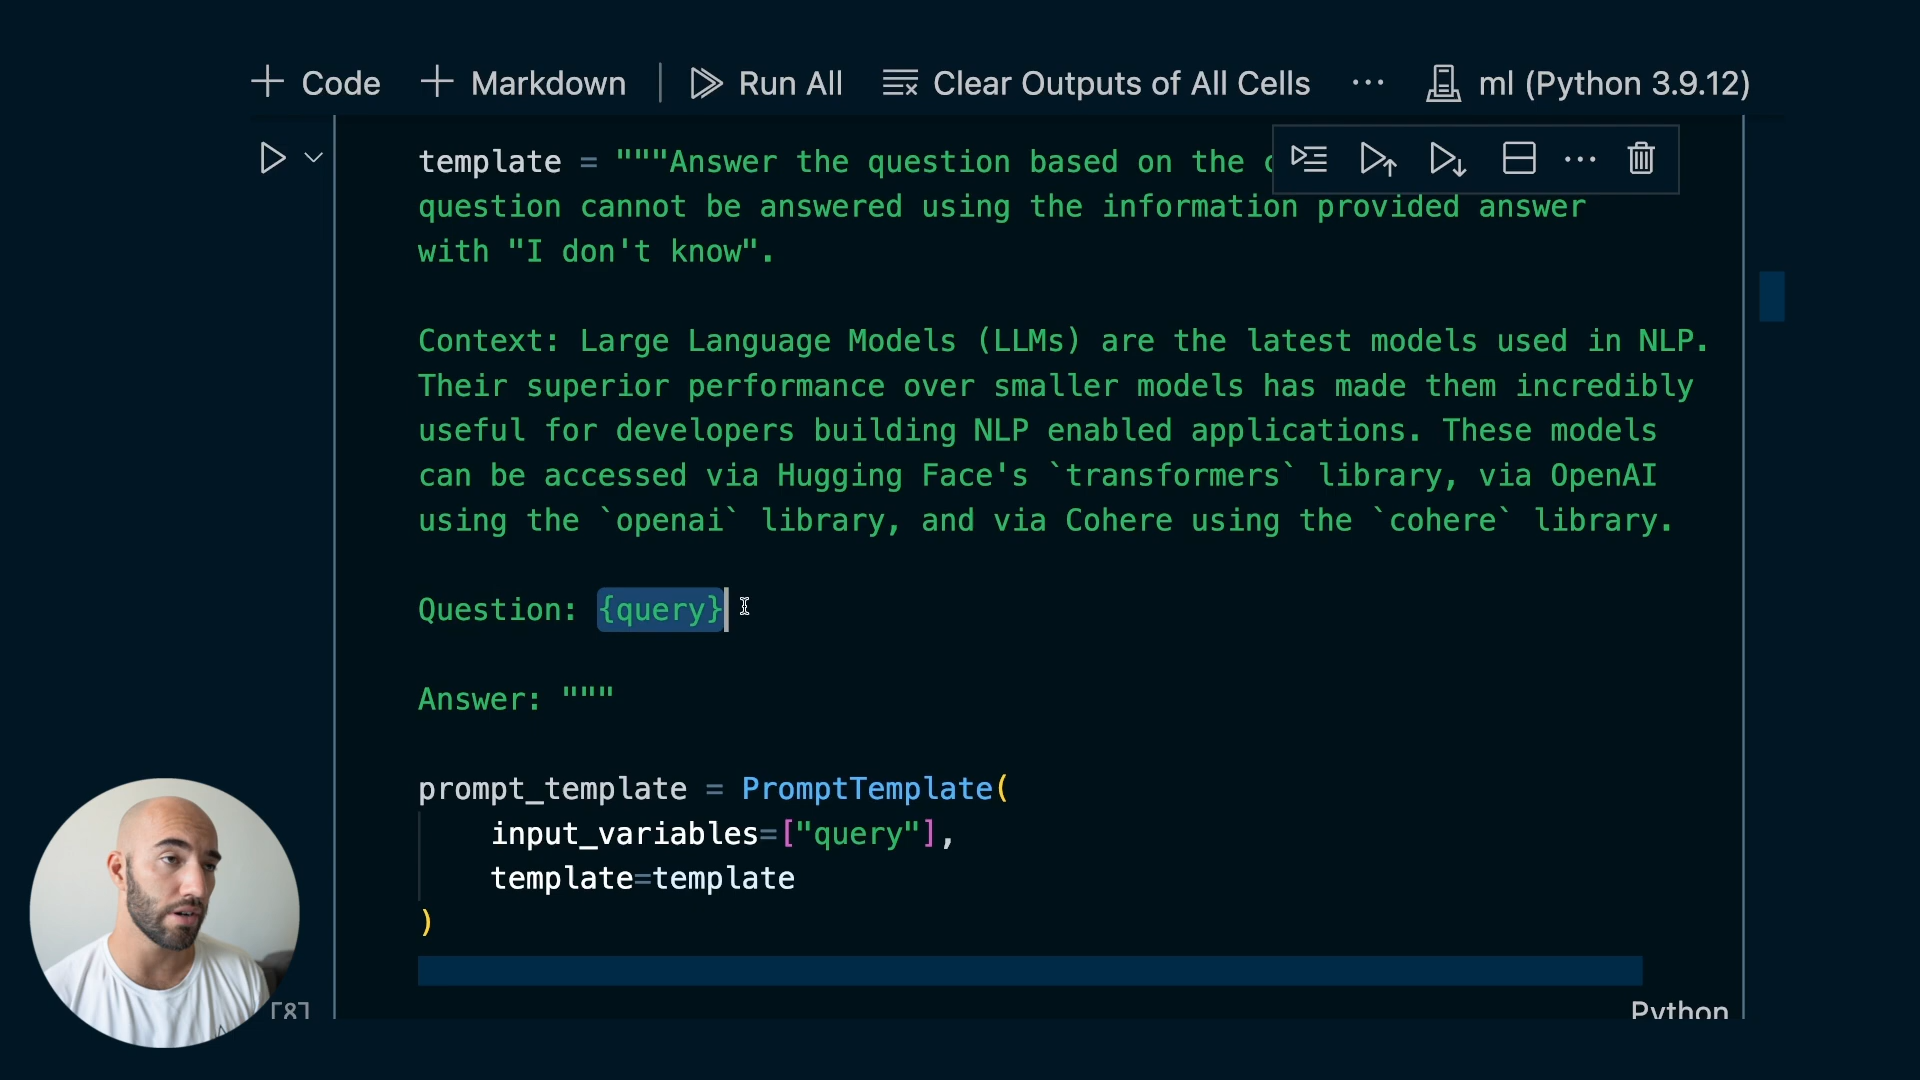 Code Markdown Run All Clear Outputs of All Cells ··· ml (Python 3.9.12)
template = """Answer the question based on the
question cannot be answered using the information provided answer
with "I don't know".
Context: Large Language Models (LLMs) are the latest models used in NLP.
Their superior performance over smaller models has made them incredibly
useful for developers building NLP enabled applications. These models
can be accessed via Hugging Face's `transformers` library, via OpenAI
using the `openai` library, and via Cohere using the `cohere` library.
Question: {query}
Answer: """
prompt_template = PromptTemplate(
    input_variables=["query"],
    template=template
)
[8]
Python